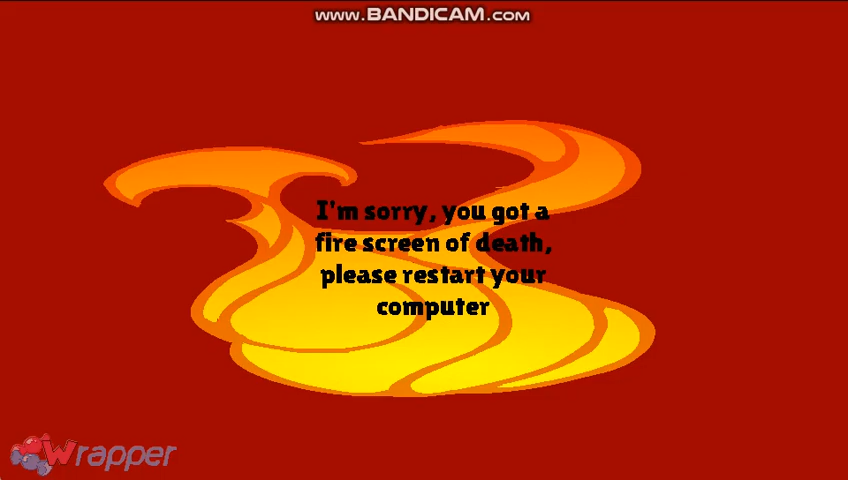 www.BANDICAM.com
I'm sorry, you got a
fire screen of death,
please restart your
computer
Wrapper